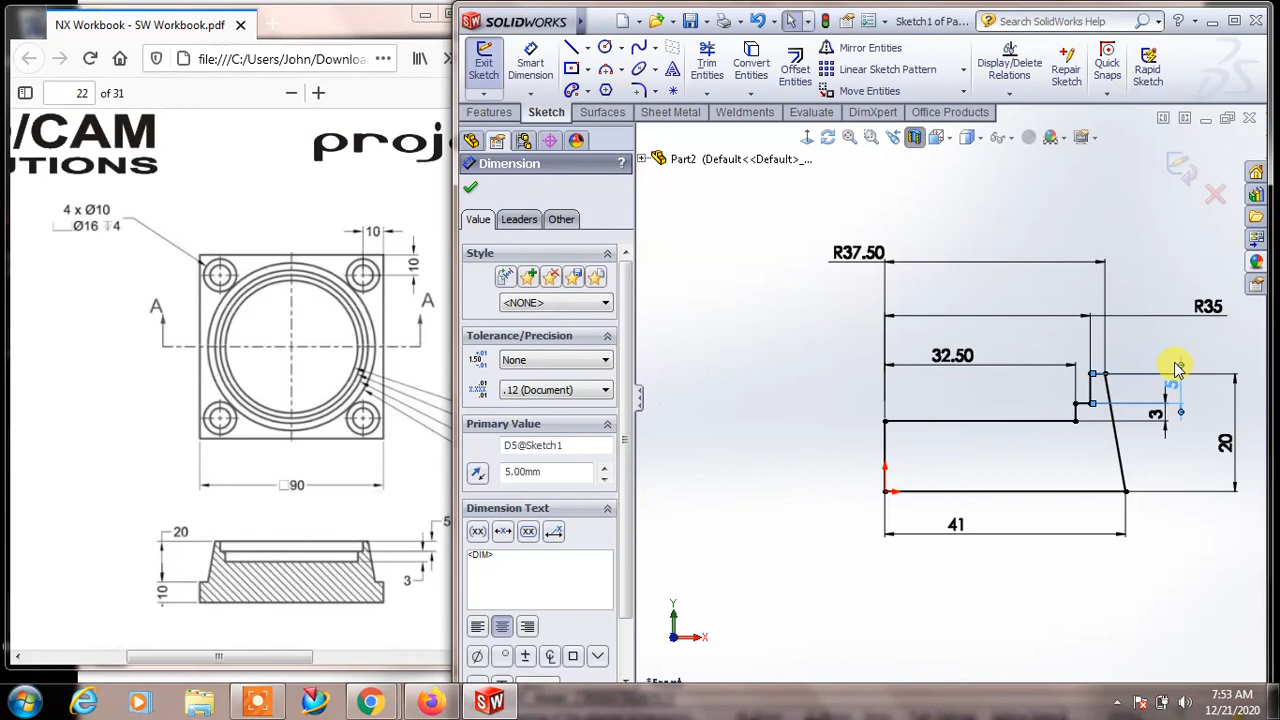 NX Workbook - SW Workbook.pdf
file:///C:/Users/John/Downloa
22 of 31
/CAM proj
UTIONS
4 x Ø10
Ø16 ↧4
10
10
A A
□90
20
5
10
3
SOLIDWORKS
Sketch1 of Pa...
Search SolidWorks Help
Exit Sketch
Smart Dimension
Trim Entities
Convert Entities
Offset Entities
Mirror Entities
Linear Sketch Pattern
Move Entities
Display/Delete Relations
Repair Sketch
Quick Snaps
Rapid Sketch
Features Sketch Surfaces Sheet Metal Weldments Evaluate DimXpert Office Products
Part2 (Default<<Default>_...
Dimension ?
Value Leaders Other
Style
<NONE>
Tolerance/Precision
None
.12 (Document)
Primary Value
D5@Sketch1
5.00mm
Dimension Text
<DIM>
R37.50
R35
32.50
5
3
20
41
Y
X
7:53 AM
12/21/2020